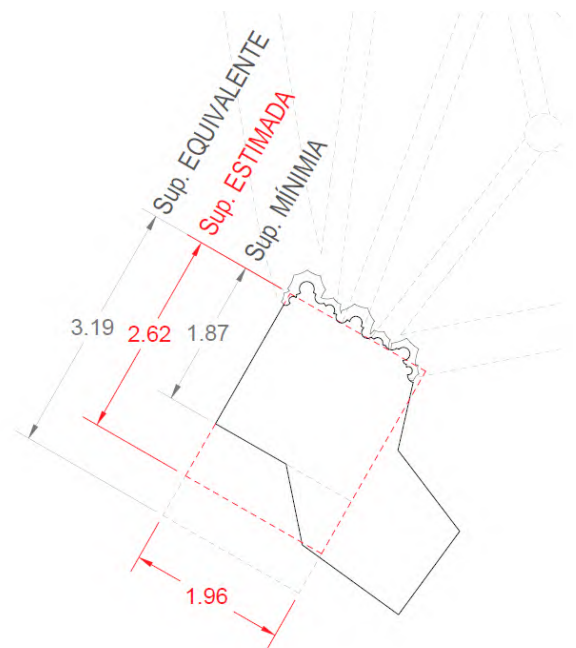 Sup. EQUIVALENTE
Sup. ESTIMADA
Sup. MÍNIMIA
3.19
2.62
1.87
1.96